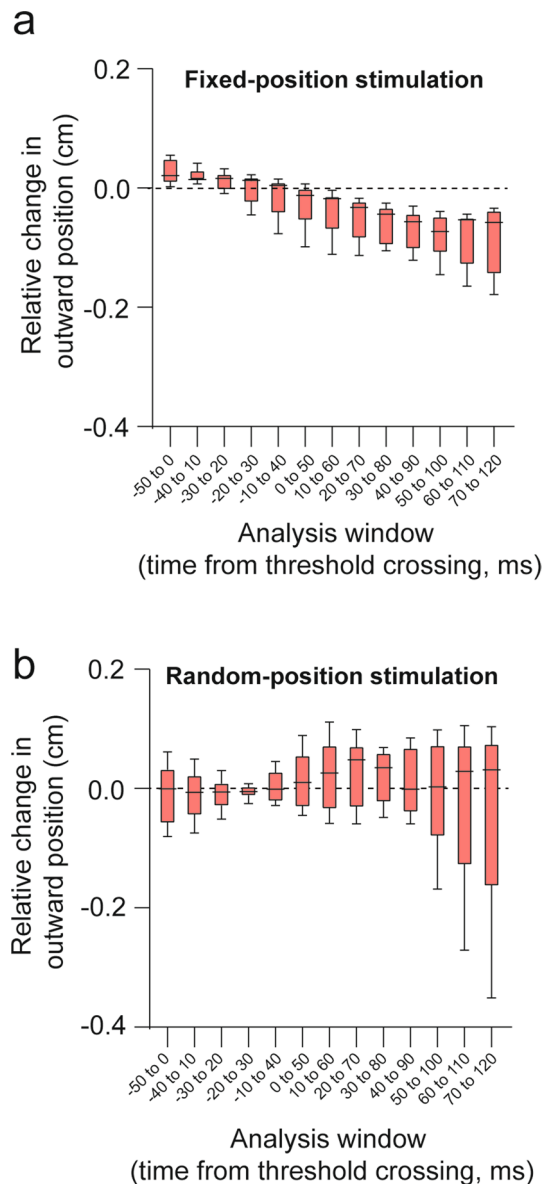 a
Fixed-position stimulation
Relative change in
outward position (cm)
0.2
0.0
-0.2
-0.4
-50 to 0
-40 to 10
-30 to 20
-20 to 30
-10 to 40
0 to 50
10 to 60
20 to 70
30 to 80
40 to 90
50 to 100
60 to 110
70 to 120
Analysis window
(time from threshold crossing, ms)
b
Random-position stimulation
Relative change in
outward position (cm)
0.2
0.0
-0.2
-0.4
-50 to 0
-40 to 10
-30 to 20
-20 to 30
-10 to 40
0 to 50
10 to 60
20 to 70
30 to 80
40 to 90
50 to 100
60 to 110
70 to 120
Analysis window
(time from threshold crossing, ms)